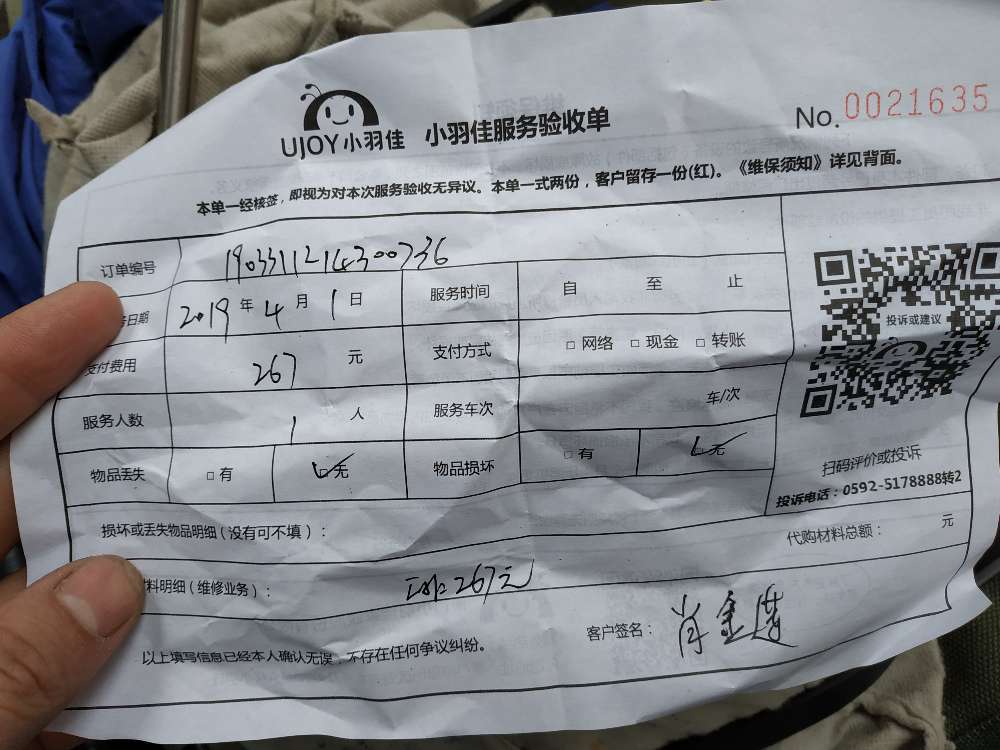 UJOY小羽佳 小羽佳服务验收单 No.0021635
本单一经核签，即视为对本次服务验收无异议。本单一式两份，客户留存一份(红)。《维保须知》详见背面。
订单编号 1903311214300736
日期 2019年4月1日 服务时间 自 至 止
支付费用 267元 支付方式 □网络 □现金 □转账
投诉或建议
服务人数 1人 服务车次 车/次
物品丢失 □有 ☑无 物品损坏 □有 ☑无
扫码评价或投诉
投诉电话：0592-5178888转2
损坏或丢失物品明细（没有可不填）： 代购材料总额： 元
料明细（维修业务）： 267元
以上填写信息已经本人确认无误，不存在任何争议纠纷。 客户签名： 肖金莲